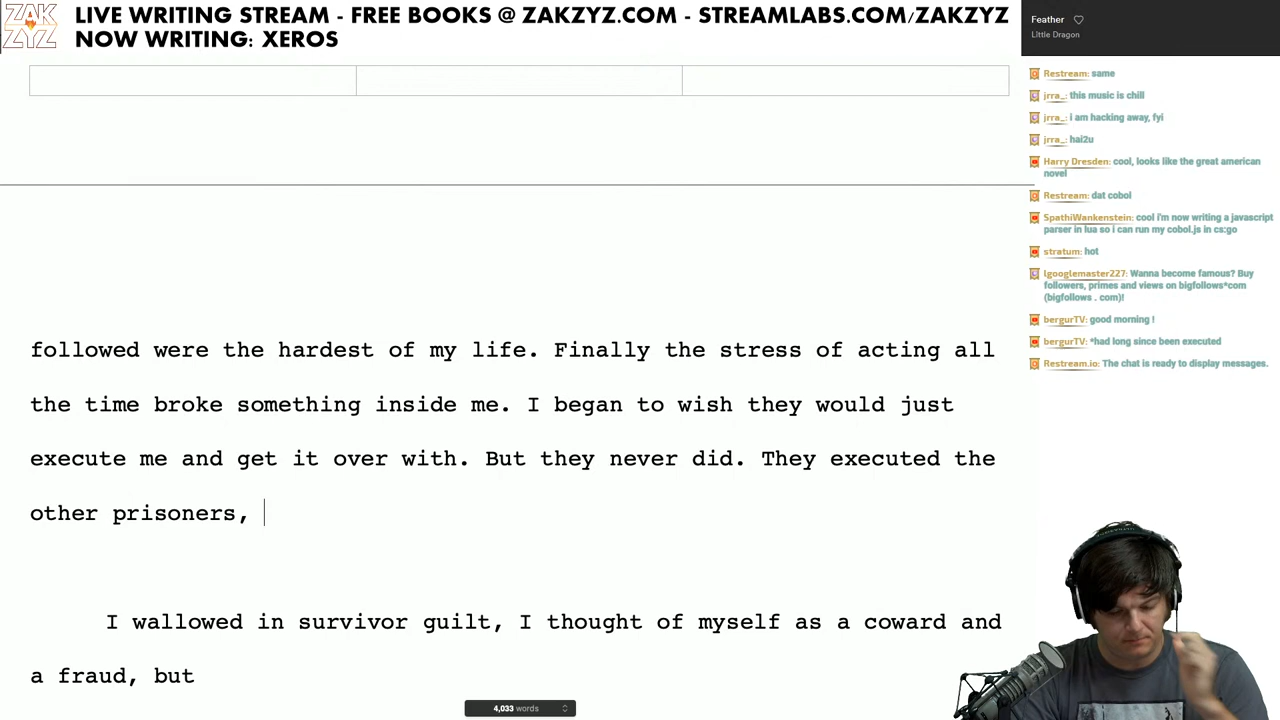 ZAK
ZYZ
LIVE WRITING STREAM - FREE BOOKS @ ZAKZYZ.COM - STREAMLABS.COM/ZAKZYZ
NOW WRITING: XEROS
Feather
Little Dragon
Restream: same
jrra_: this music is chill
jrra_: i am hacking away, fyi
jrra_: hai2u
Harry Dresden: cool, looks like the great american
novel
Restream: dat cobol
SpathiWankenstein: cool i'm now writing a javascript
parser in lua so i can run my cobol.js in cs:go
stratum: hot
lgooglemaster227: Wanna become famous? Buy
followers, primes and views on bigfollows*com
(bigfollows . com)!
bergurTV: good morning !
bergurTV: *had long since been executed
Restream.io: The chat is ready to display messages.
followed were the hardest of my life. Finally the stress of acting all
the time broke something inside me. I began to wish they would just
execute me and get it over with. But they never did. They executed the
other prisoners,
I wallowed in survivor guilt, I thought of myself as a coward and
a fraud, but
4,033 words